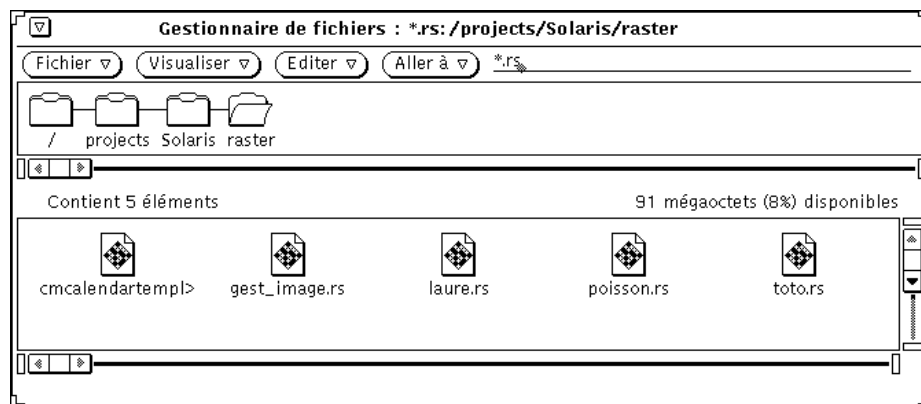 Gestionnaire de fichiers : *.rs: /projects/Solaris/raster
Fichier Visualiser Editer Aller à *.rs
/ projects Solaris raster
Contient 5 éléments 91 mégaoctets (8%) disponibles
cmcalendartempl> gest_image.rs laure.rs poisson.rs toto.rs